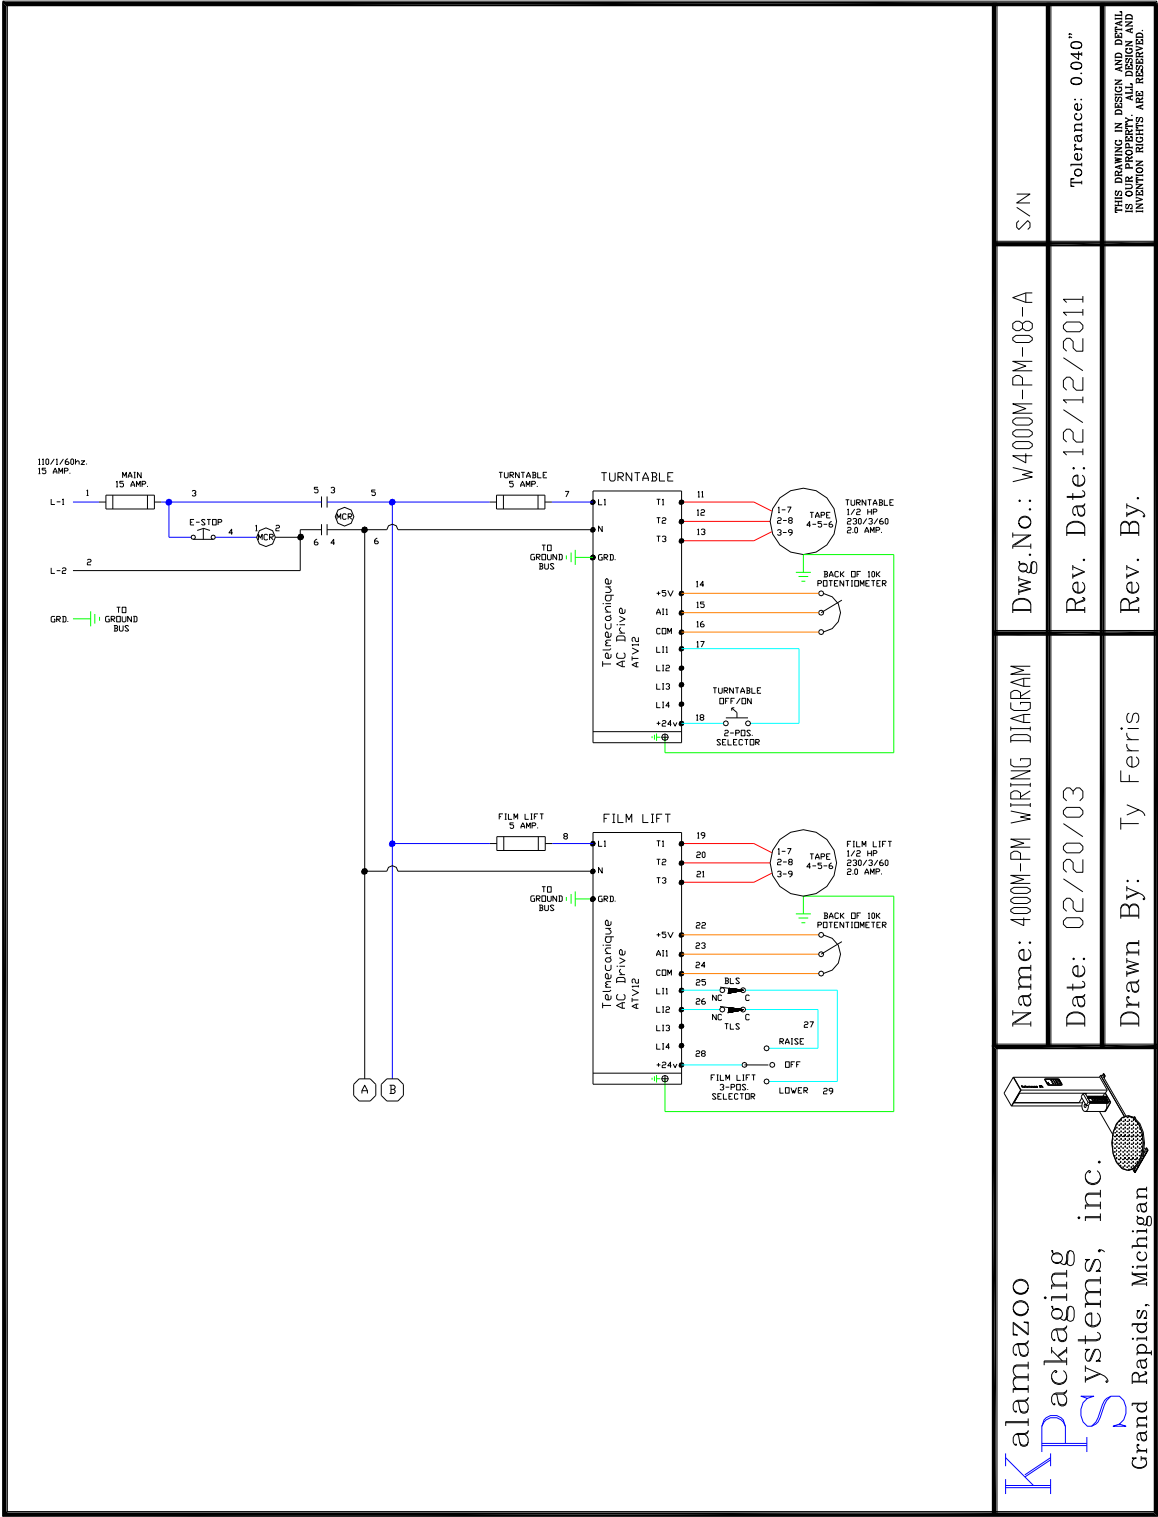 110/1/60hz.
15 AMP.
L-1
1
MAIN
15 AMP.
3
E-STOP
4
1
MCR
2
5
3
MCR
6
4
5
6
L-2
2
GRD.
TO
GROUND
BUS
TURNTABLE
5 AMP.
7
TURNTABLE
L1
N
GRD.
TO
GROUND
BUS
Telmecanique
AC Drive
ATV12
T1
T2
T3
+5V
AI1
COM
LI1
LI2
LI3
LI4
+24v
11
12
13
1-7
2-8
3-9
TAPE
4-5-6
TURNTABLE
1/2 HP
230/3/60
2.0 AMP.
14
15
16
17
18
BACK OF 10K
POTENTIOMETER
TURNTABLE
OFF/ON
2-POS.
SELECTOR
FILM LIFT
5 AMP.
8
FILM LIFT
L1
N
GRD.
TO
GROUND
BUS
Telmecanique
AC Drive
ATV12
T1
T2
T3
+5V
AI1
COM
LI1
LI2
LI3
LI4
+24v
19
20
21
1-7
2-8
3-9
TAPE
4-5-6
FILM LIFT
1/2 HP
230/3/60
2.0 AMP.
22
23
24
25
26
28
BACK OF 10K
POTENTIOMETER
BLS
NC
C
NC
C
TLS
27
RAISE
OFF
LOWER
29
FILM LIFT
3-POS.
SELECTOR
A
B
Kalamazoo
Packaging
Systems, inc.
Grand Rapids, Michigan
Name: 4000M-PM WIRING DIAGRAM
Date: 02/20/03
Drawn By: Ty Ferris
Dwg.No.: W4000M-PM-08-A
Rev. Date: 12/12/2011
Rev. By.
S/N
Tolerance: 0.040"
THIS DRAWING IN DESIGN AND DETAIL
IS OUR PROPERTY. ALL DESIGN AND
INVENTION RIGHTS ARE RESERVED.